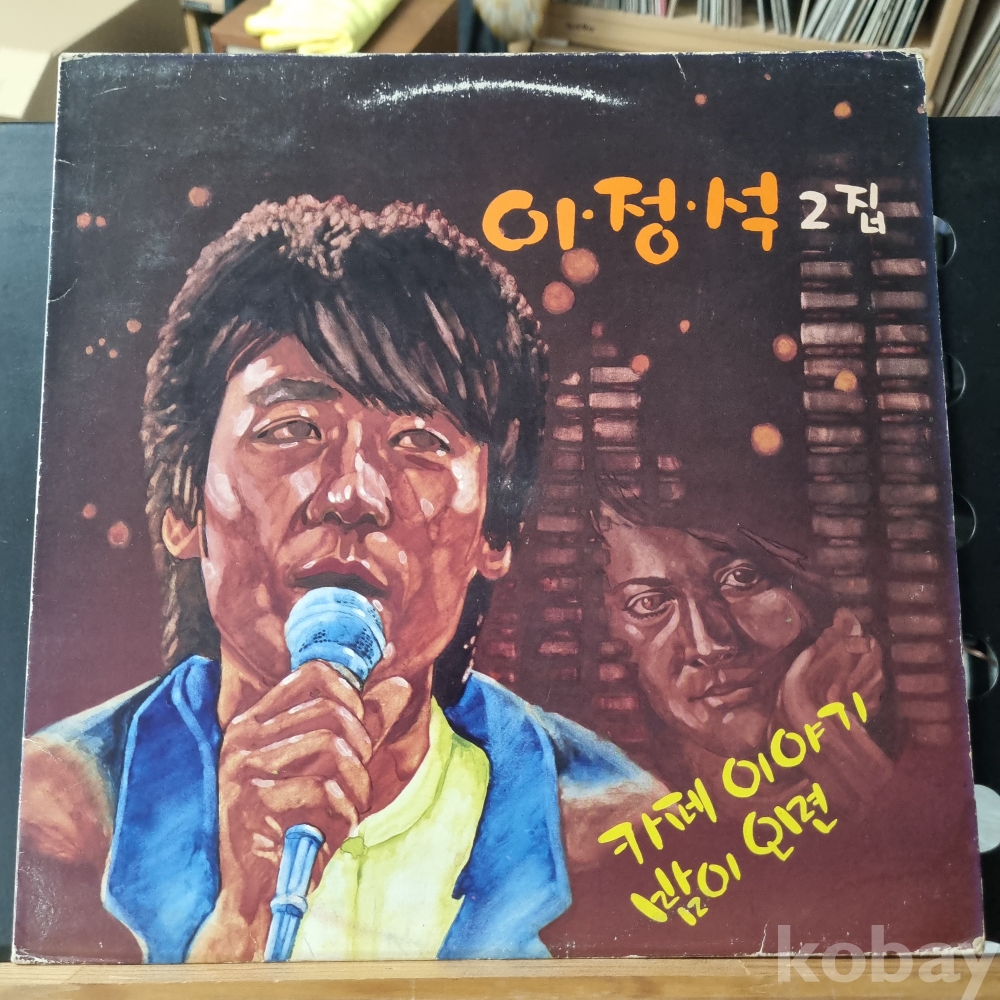 이·정·석 2집
카페 이야기
밤이 오면
kobay